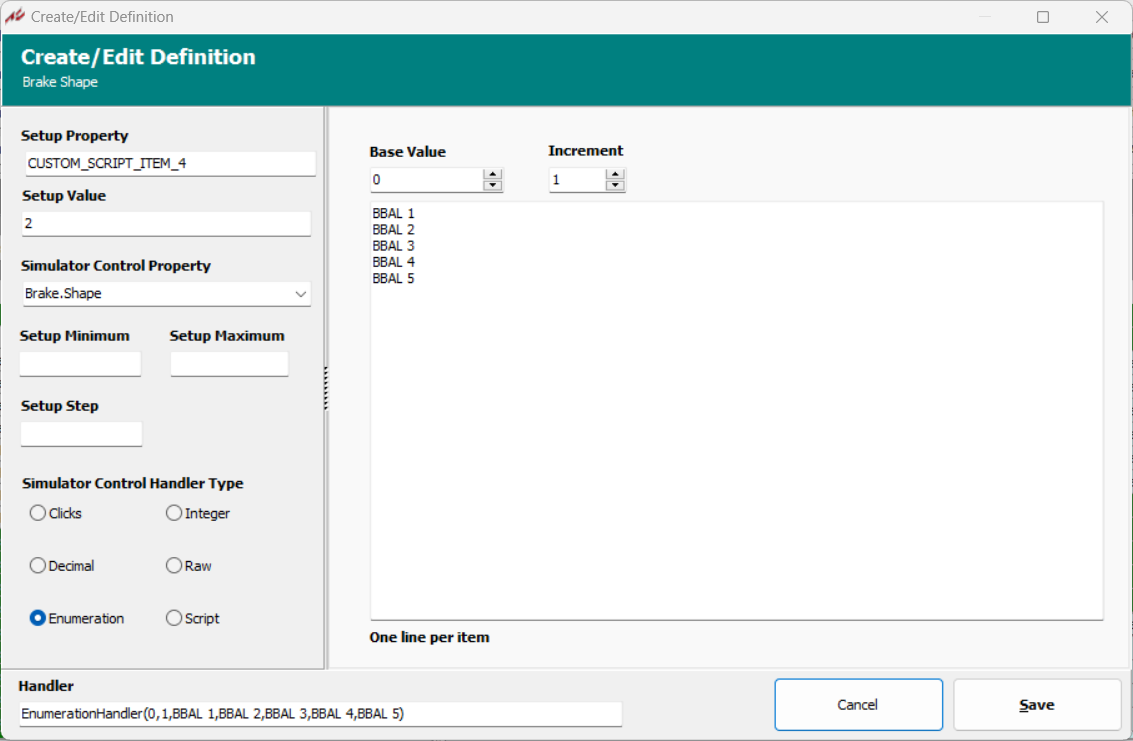 Create/Edit Definition
Create/Edit Definition
Brake Shape
Setup Property
CUSTOM_SCRIPT_ITEM_4
Setup Value
2
Simulator Control Property
Brake.Shape
Setup Minimum
Setup Maximum
Setup Step
Simulator Control Handler Type
Clicks
Integer
Decimal
Raw
Enumeration
Script
Base Value
Increment
0
1
BBAL 1
BBAL 2
BBAL 3
BBAL 4
BBAL 5
One line per item
Handler
EnumerationHandler(0,1,BBAL 1,BBAL 2,BBAL 3,BBAL 4,BBAL 5)
Cancel
Save